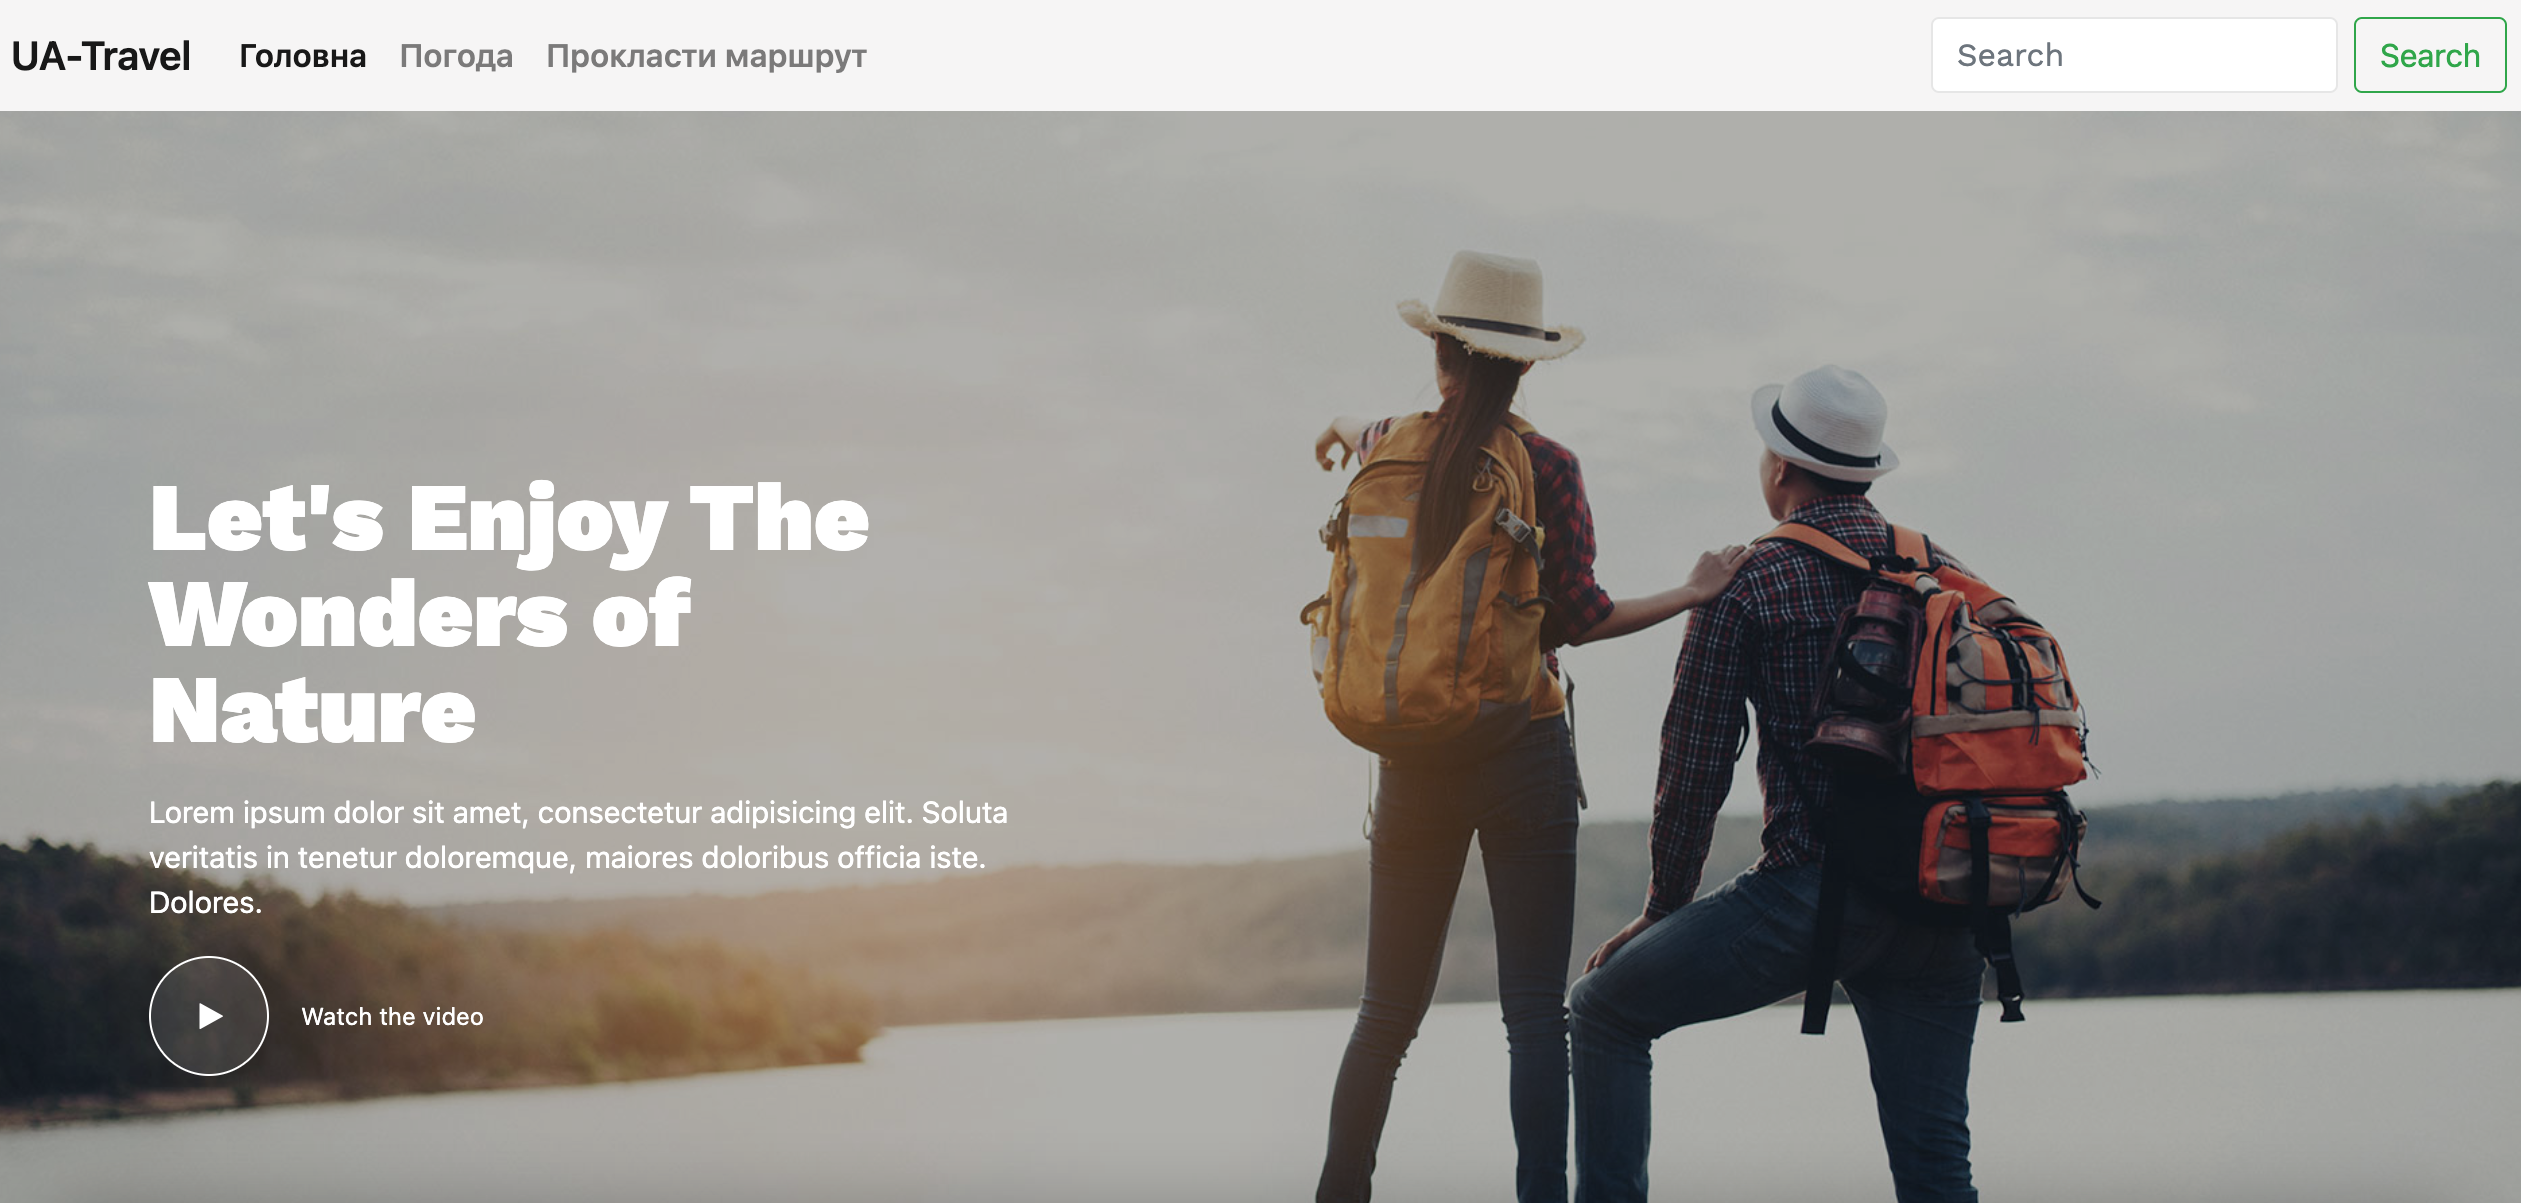 UA-Travel Головна Погода Прокласти маршрут Search Search
Let's Enjoy The
Wonders of
Nature
Lorem ipsum dolor sit amet, consectetur adipisicing elit. Soluta
veritatis in tenetur doloremque, maiores doloribus officia iste.
Dolores.
Watch the video